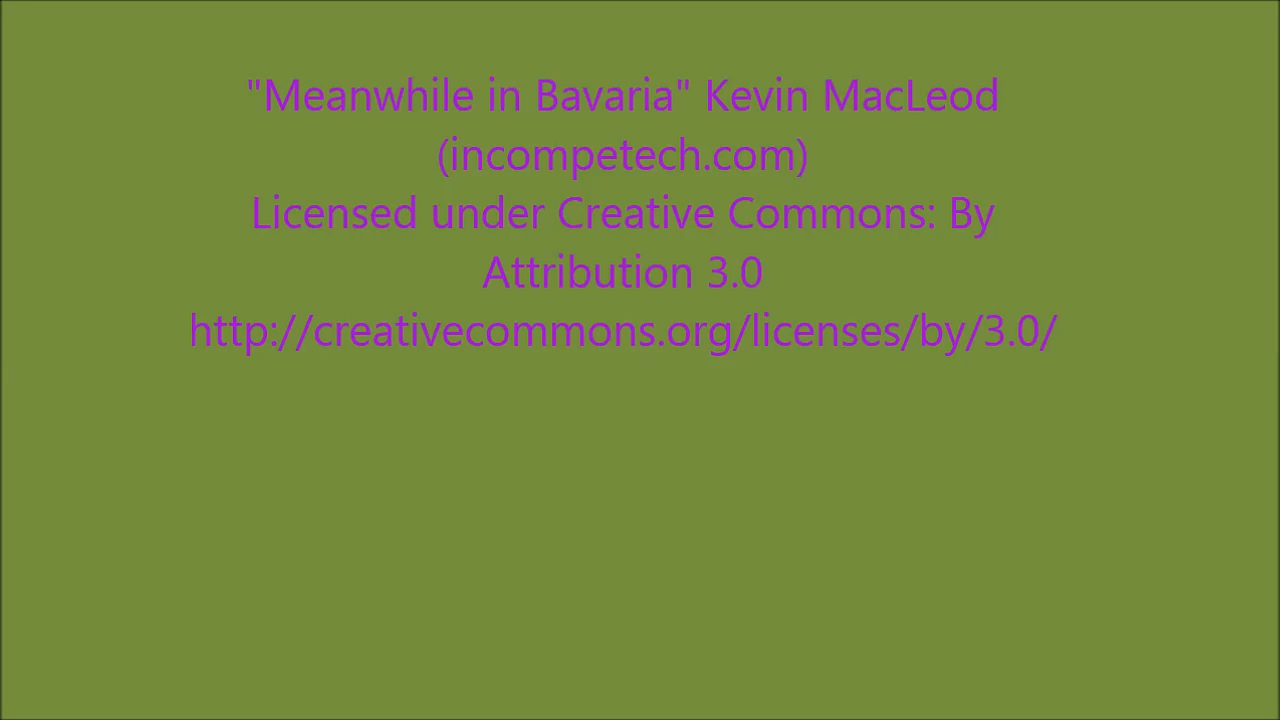 "Meanwhile in Bavaria" Kevin MacLeod
(incompetech.com)
Licensed under Creative Commons: By
Attribution 3.0
http://creativecommons.org/licenses/by/3.0/